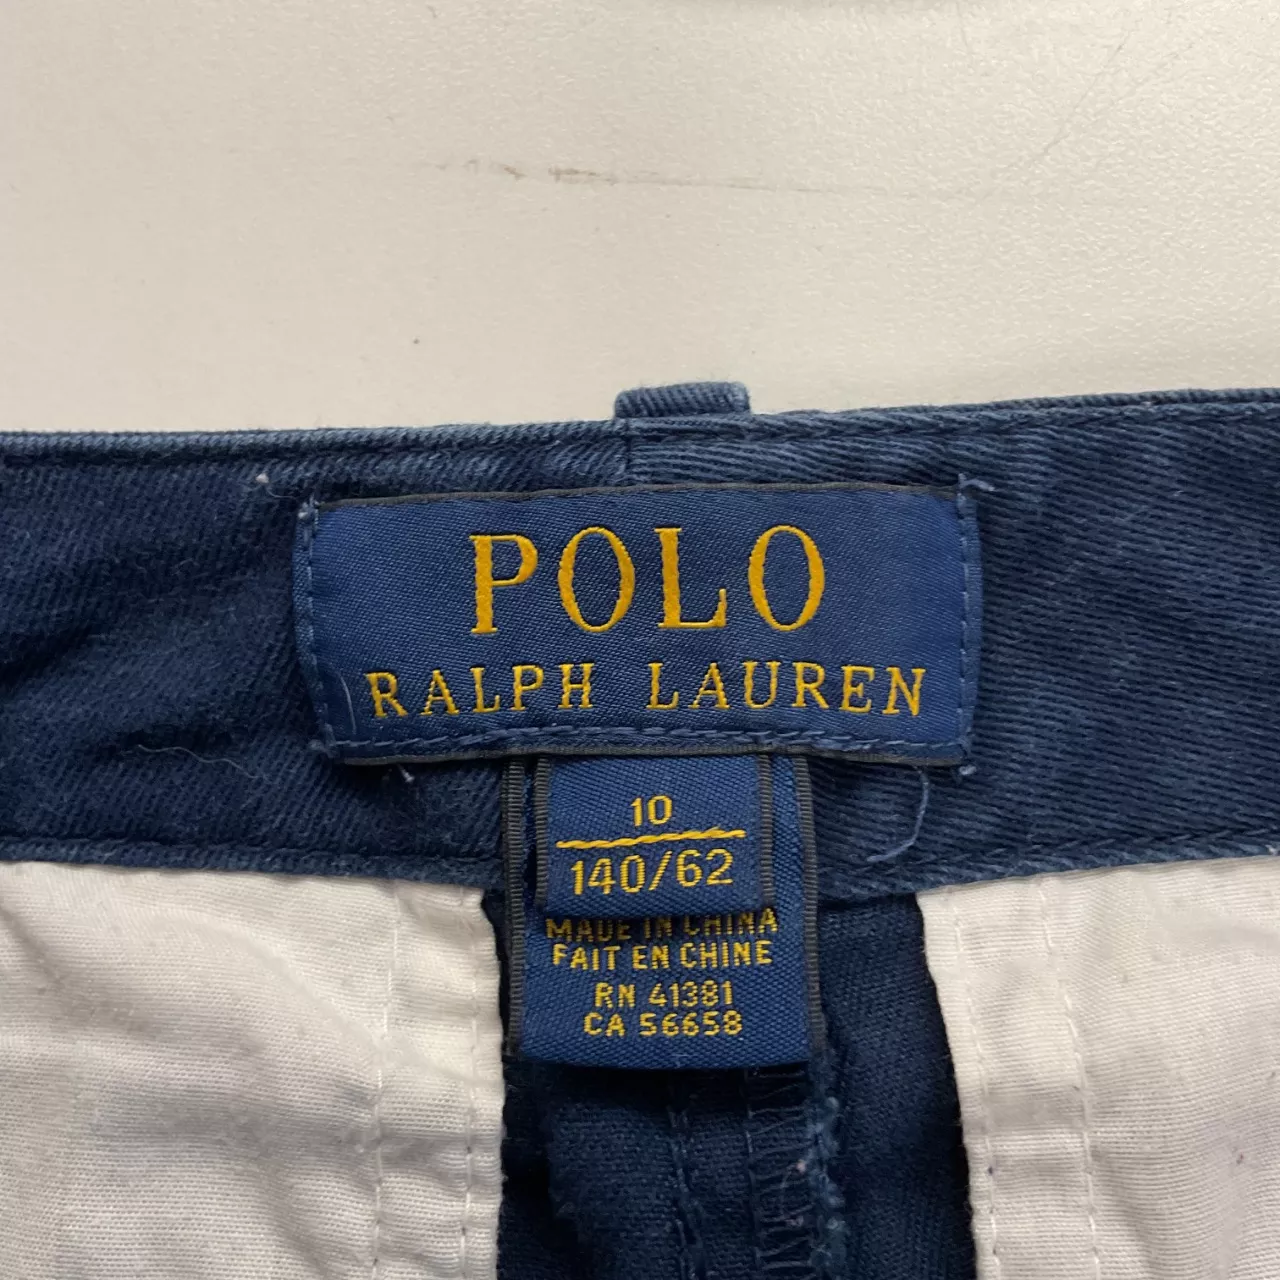 POLO
RALPH LAUREN
10
140/62
MADE IN CHINA
FAIT EN CHINE
RN 41381
CA 56658